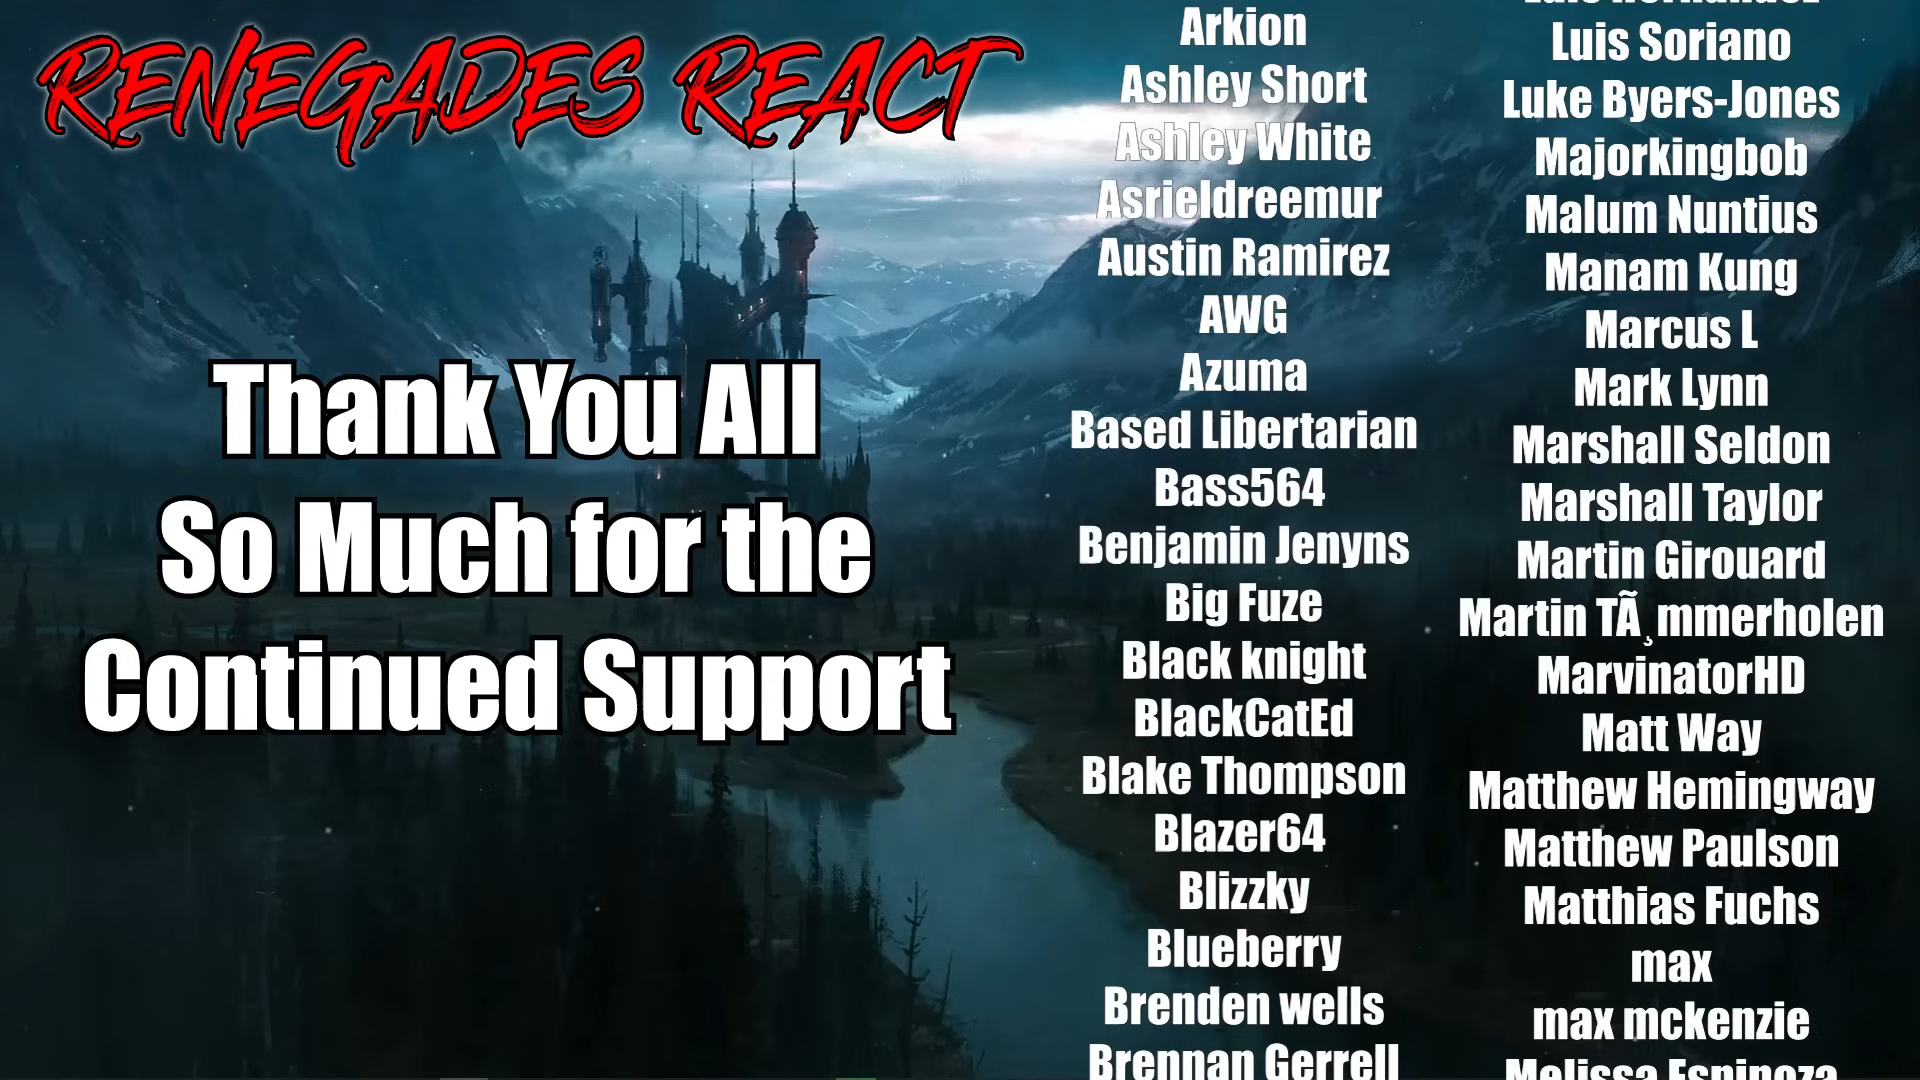 RENEGADES REACT
Thank You All
So Much for the
Continued Support
Arkion
Ashley Short
Ashley White
Asrieldreemur
Austin Ramirez
AWG
Azuma
Based Libertarian
Bass564
Benjamin Jenyns
Big Fuze
Black knight
BlackCatEd
Blake Thompson
Blazer64
Blizzky
Blueberry
Brenden wells
Brennan Gerrell
Luis Soriano
Luke Byers-Jones
Majorkingbob
Malum Nuntius
Manam Kung
Marcus L
Mark Lynn
Marshall Seldon
Marshall Taylor
Martin Girouard
Martin TÃ¸mmerholen
MarvinatorHD
Matt Way
Matthew Hemingway
Matthew Paulson
Matthias Fuchs
max
max mckenzie
Melissa Espinoza